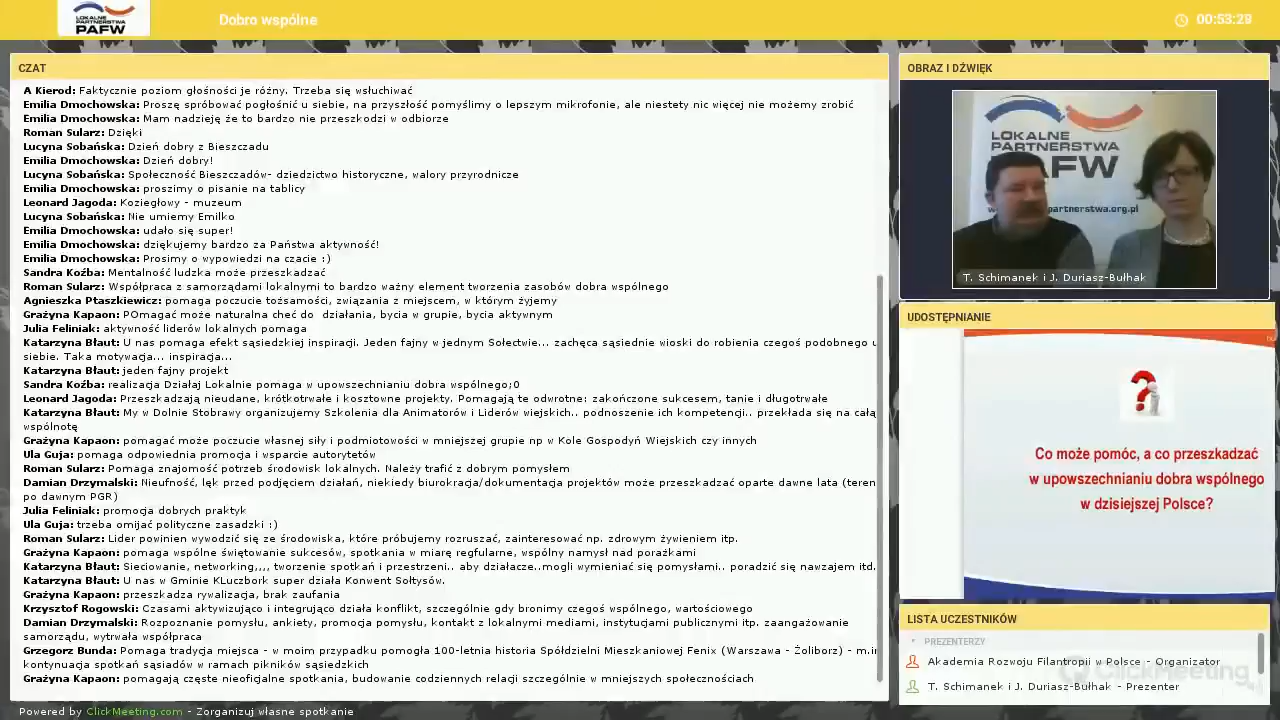 LOKALNE
PARTNERSTWA
PAFW
Dobro wspólne
00:53:28
CZAT
A Kierod: Faktycznie poziom głośności je różny. Trzeba się wsłuchiwać
Emilia Dmochowska: Proszę spróbować pogłośnić u siebie, na przyszłość pomyślimy o lepszym mikrofonie, ale niestety nic więcej nie możemy zrobić
Emilia Dmochowska: Mam nadzieję że to bardzo nie przeszkodzi w odbiorze
Roman Sularz: Dzięki
Lucyna Sobańska: Dzień dobry z Bieszczadu
Emilia Dmochowska: Dzień dobry!
Lucyna Sobańska: Społeczność Bieszczadów- dziedzictwo historyczne, walory przyrodnicze
Emilia Dmochowska: proszimy o pisanie na tablicy
Leonard Jagoda: Koziegłowy - muzeum
Lucyna Sobańska: Nie umiemy Emilko
Emilia Dmochowska: udało się super!
Emilia Dmochowska: dziękujemy bardzo za Państwa aktywność!
Emilia Dmochowska: Prosimy o wypowiedzi na czacie :)
Sandra Koźba: Mentalność ludzka może przeszkadzać
Roman Sularz: Współpraca z samorządami lokalnymi to bardzo ważny element tworzenia zasobów dobra wspólnego
Agnieszka Ptaszkiewicz: pomaga poczucie tożsamości, związania z miejscem, w którym żyjemy
Grażyna Kapaon: POmagać może naturalna cheć do  działania, bycia w grupie, bycia aktywnym
Julia Feliniak: aktywność liderów lokalnych pomaga
Katarzyna Błaut: U nas pomaga efekt sąsiedzkiej inspiracji. Jeden fajny w jednym Sołectwie... zachęca sąsiednie wioski do robienia czegoś podobnego u
siebie. Taka motywacja... inspiracja...
Katarzyna Błaut: jeden fajny projekt
Sandra Koźba: realizacja Działaj Lokalnie pomaga w upowszechnianiu dobra wspólnego;0
Leonard Jagoda: Przeszkadzają nieudane, krótkotrwałe i kosztowne projekty. Pomagają te odwrotne: zakończone sukcesem, tanie i długotrwałe
Katarzyna Błaut: My w Dolnie Stobrawy organizujemy Szkolenia dla Animatorów i Liderów wiejskich.. podnoszenie ich kompetencji.. przekłada się na całą
wspólnotę
Grażyna Kapaon: pomagać może poczucie własnej siły i podmiotowości w mniejszej grupie np w Kole Gospodyń Wiejskich czy innych
Ula Guja: pomaga odpowiednia promocja i wsparcie autorytetów
Roman Sularz: Pomaga znajomość potrzeb środowisk lokalnych. Należy trafić z dobrym pomysłem
Damian Drzymalski: Nieufność, lęk przed podjęciem działań, niekiedy biurokracja/dokumentacja projektów może przeszkadzać oparte dawne lata (teren
po dawnym PGR)
Julia Feliniak: promocja dobrych praktyk
Ula Guja: trzeba omijać polityczne zasadzki :)
Roman Sularz: Lider powinien wywodzić się ze środowiska, które próbujemy rozruszać, zainteresować np. zdrowym żywieniem itp.
Grażyna Kapaon: pomaga wspólne świętowanie sukcesów, spotkania w miarę regfularne, wspólny namysł nad porażkami
Katarzyna Błaut: Sieciowanie, networking,,,, tworzenie spotkań i przestrzeni.. aby działacze..mogli wymieniać się pomysłami.. poradzić się nawzajem itd.
Katarzyna Błaut: U nas w Gminie KLuczbork super działa Konwent Sołtysów.
Grażyna Kapaon: przeszkadza rywalizacja, brak zaufania
Krzysztof Rogowski: Czasami aktywizująco i integrująco działa konflikt, szczególnie gdy bronimy czegoś wspólnego, wartościowego
Damian Drzymalski: Rozpoznanie pomysłu, ankiety, promocja pomysłu, kontakt z lokalnymi mediami, instytucjami publicznymi itp. zaangażowanie
samorządu, wytrwała współpraca
Grzegorz Bunda: Pomaga tradycja miejsca - w moim przypadku pomogła 100-letnia historia Spółdzielni Mieszkaniowej Fenix (Warszawa - Żoliborz) - m.in
kontynuacja spotkań sąsiadów w ramach pikników sąsiedzkich
Grażyna Kapaon: pomagają częste nieoficjalne spotkania, budowanie codziennych relacji szczególnie w mniejszych społecznościach
Powered by ClickMeeting.com - Zorganizuj własne spotkanie
OBRAZ I DŹWIĘK
LOKALNE
PARTNERSTWA
PAFW
partnerstwa.org.pl
T. Schimanek i J. Duriasz-Bułhak
UDOSTĘPNIANIE
Co może pomóc, a co przeszkadzać
w upowszechnianiu dobra wspólnego
w dzisiejszej Polsce?
LISTA UCZESTNIKÓW
PREZENTERZY
Akademia Rozwoju Filantropii w Polsce - Organizator
T. Schimanek i J. Duriasz-Bułhak - Prezenter
ClickMeeting